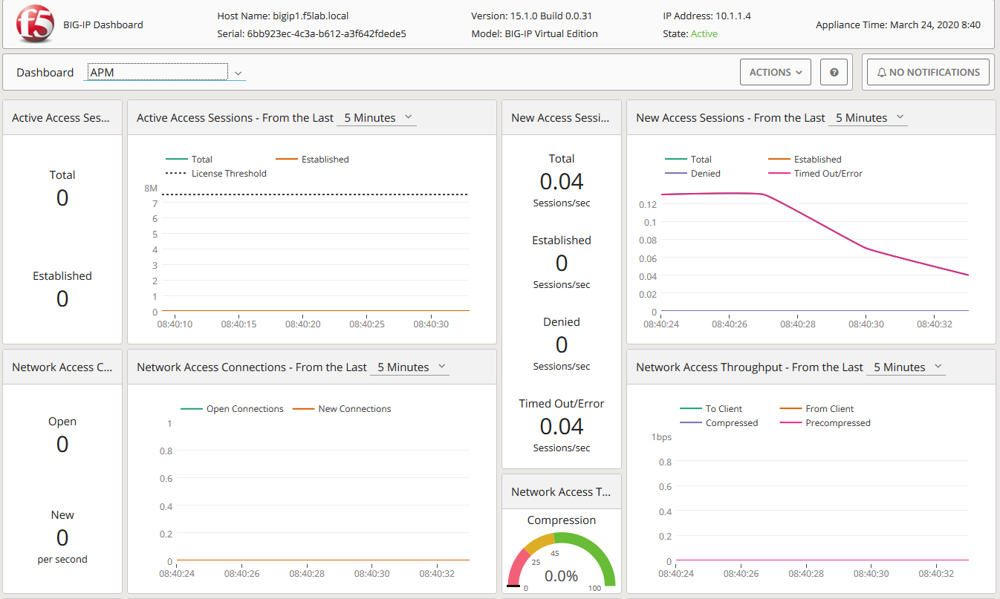 f5
BIG-IP Dashboard
Host Name: bigip1.f5lab.local
Serial: 6bb923ec-4c3a-b612-a3f642fdede5
Version: 15.1.0 Build 0.0.31
Model: BIG-IP Virtual Edition
IP Address: 10.1.1.4
State: Active
Appliance Time: March 24, 2020 8:40
Dashboard
APM
ACTIONS
?
NO NOTIFICATIONS
Active Access Ses...
Total
0
Established
0
Active Access Sessions - From the Last 5 Minutes
Total
Established
License Threshold
8M
7
6
5
4
3
2
1
0
08:40:10 08:40:15 08:40:20 08:40:25 08:40:30
New Access Sessi...
Total
0.04
Sessions/sec
Established
0
Sessions/sec
Denied
0
Sessions/sec
Timed Out/Error
0.04
Sessions/sec
New Access Sessions - From the Last 5 Minutes
Total
Established
Denied
Timed Out/Error
0.12
0.1
0.08
0.06
0.04
0.02
0
08:40:24 08:40:26 08:40:28 08:40:30 08:40:32
Network Access C...
Open
0
New
0
per second
Network Access Connections - From the Last 5 Minutes
Open Connections
New Connections
1
0.8
0.6
0.4
0.2
0
08:40:24 08:40:26 08:40:28 08:40:30 08:40:32
Network Access T...
Compression
45
25
0.0%
0
100
Network Access Throughput - From the Last 5 Minutes
To Client
From Client
Compressed
Precompressed
1bps
0.8
0.6
0.4
0.2
0
08:40:24 08:40:26 08:40:28 08:40:30 08:40:32